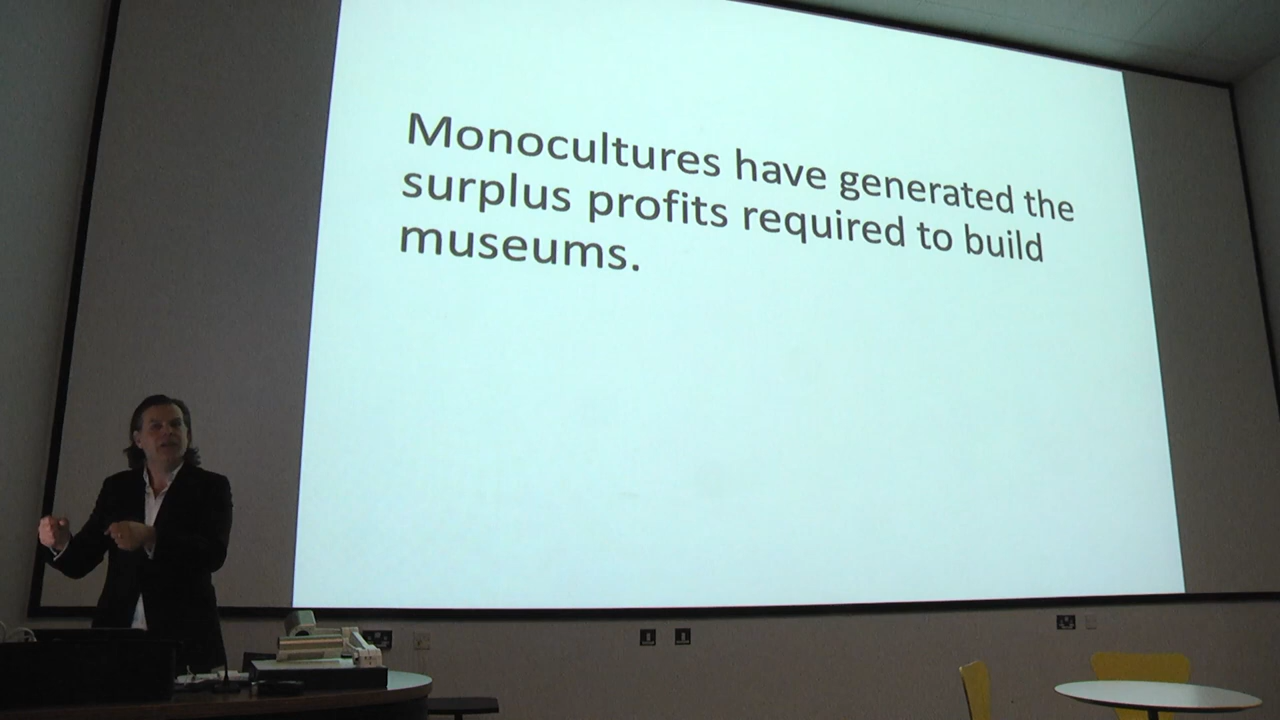 Monocultures have generated the
surplus profits required to build
museums.